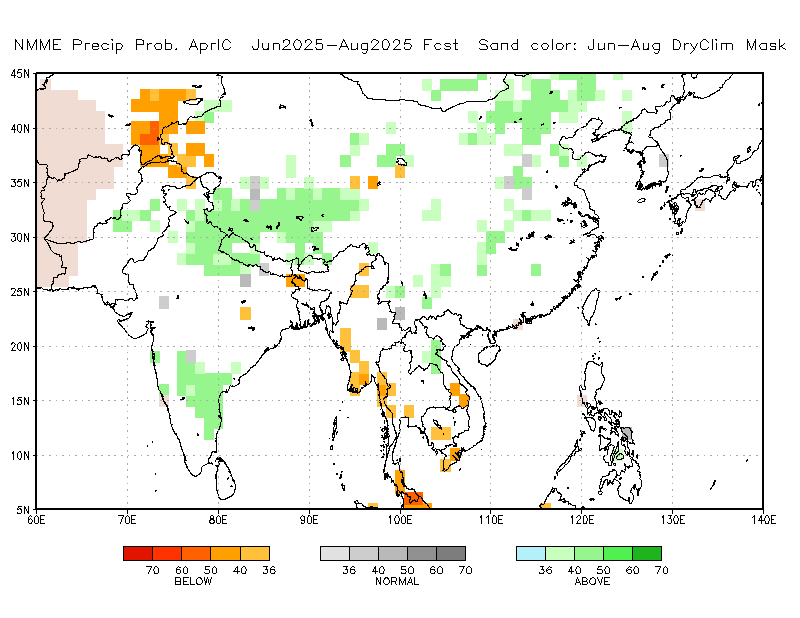 NMME Precip Prob. AprIC  Jun2025-Aug2025 Fcst  Sand color: Jun-Aug DryClim Mask
45N
40N
35N
30N
25N
20N
15N
10N
5N
60E 70E 80E 90E 100E 110E 120E 130E 140E
70 60 50 40 36 36 40 50 60 70 36 40 50 60 70
BELOW NORMAL ABOVE